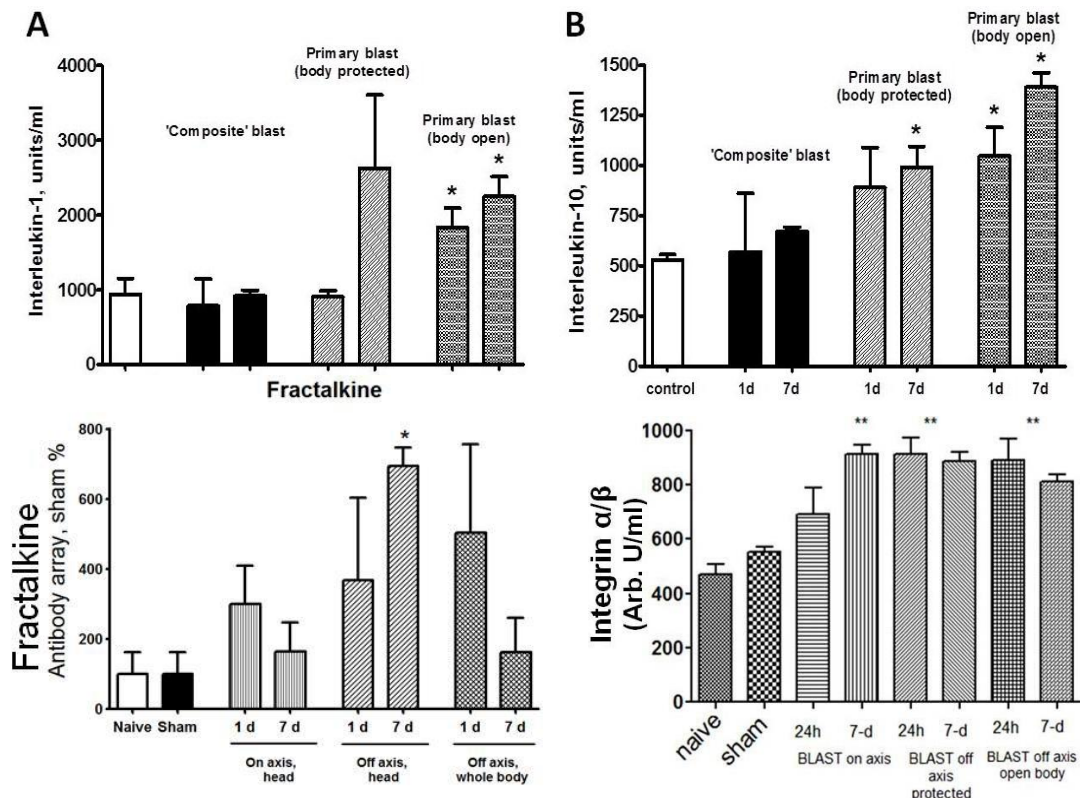 A
Primary blast
(body protected)
'Composite' blast
Primary blast
(body open)
*
*
Interleukin-1, units/ml
4000
3000
2000
1000
0
B
Primary blast
(body open)
Primary blast
(body protected)
'Composite' blast
*
*
*
Interleukin-10, units/ml
1500
1250
1000
750
500
250
0
control
1d
7d
1d
7d
1d
7d
Fractalkine
Fractalkine
Antibody array, sham %
800
600
400
200
0
*
Naive
Sham
1 d
7 d
1 d
7 d
1 d
7 d
On axis,
head
Off axis,
head
Off axis,
whole body
Integrin α/β
(Arb. U/ml)
1000
800
600
400
200
0
**
**
**
naive
sham
24h
7-d
24h
7-d
24h
7-d
BLAST on axis
BLAST off
axis
protected
BLAST off axis
open body